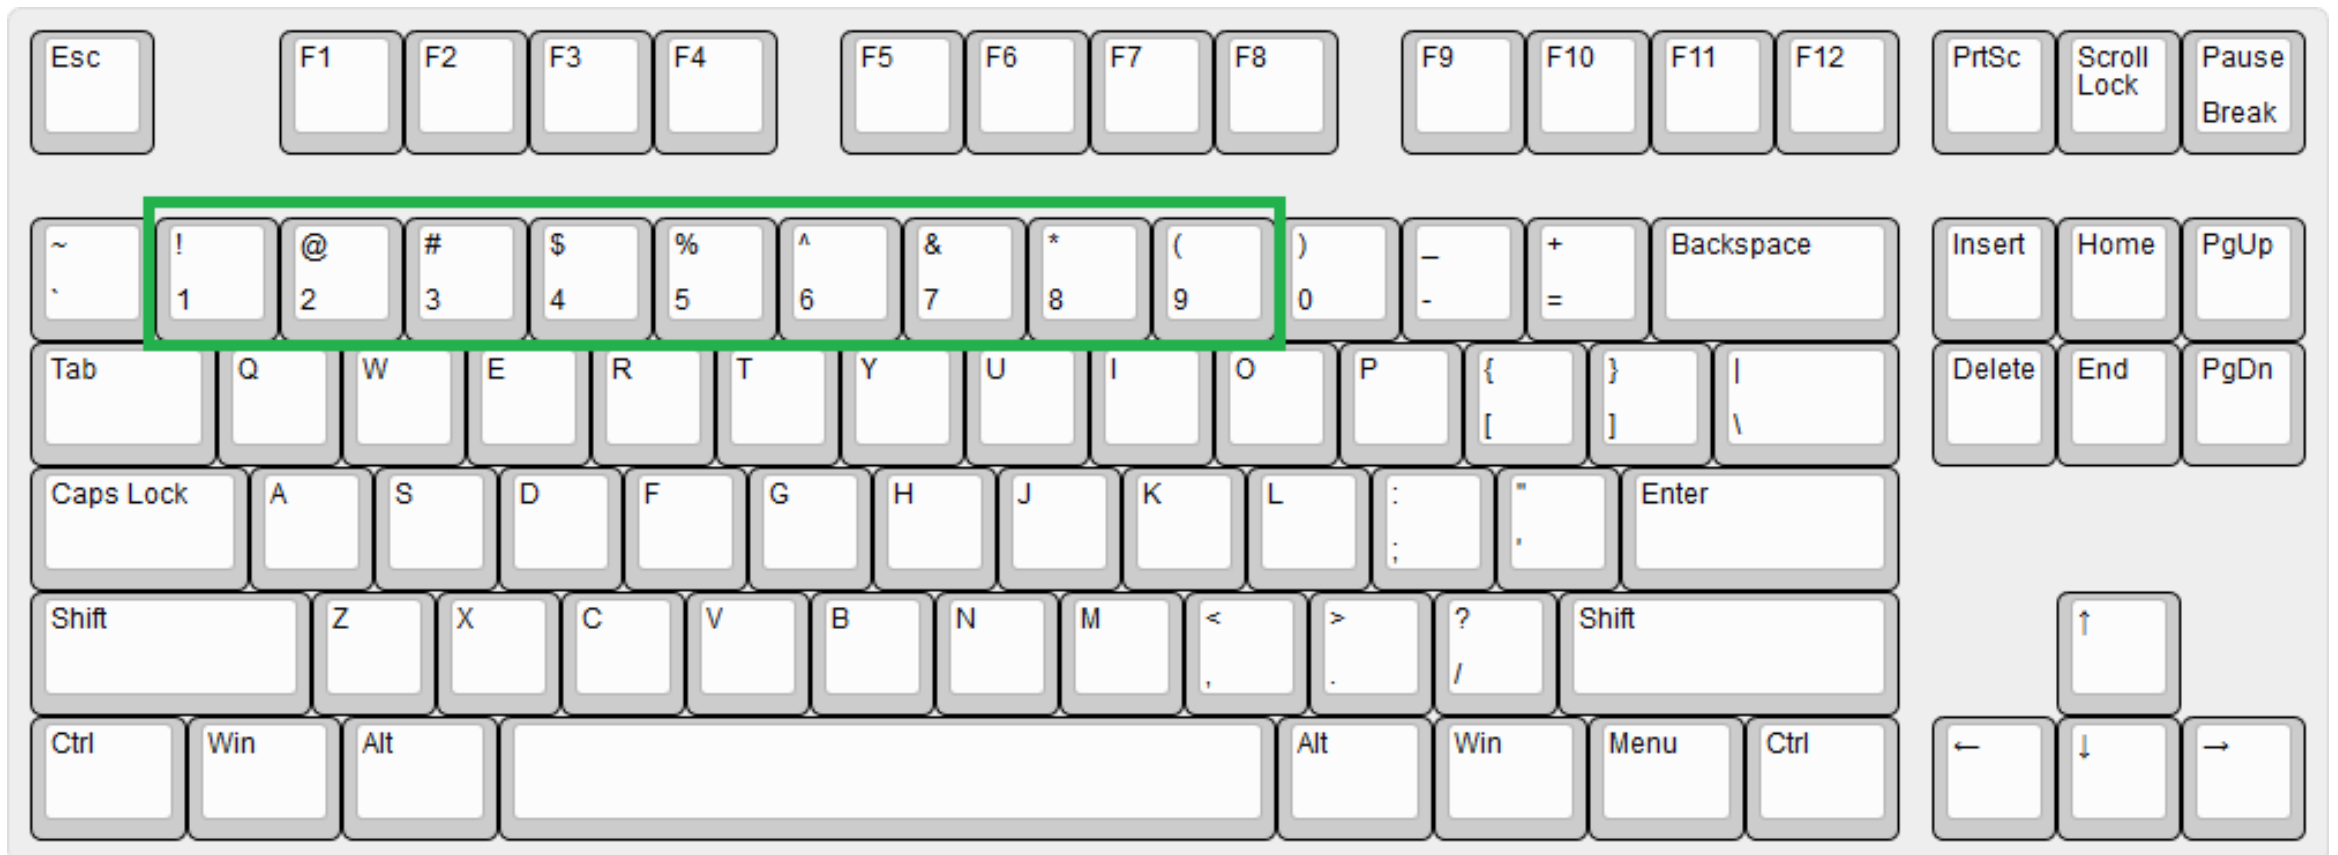 Esc F1 F2 F3 F4 F5 F6 F7 F8 F9 F10 F11 F12 PrtSc Scroll Pause
Lock
Break
~ ! @ # $ % ^ & * ( ) _ + Backspace Insert Home PgUp
` 1 2 3 4 5 6 7 8 9 0 - =
Tab Q W E R T Y U I O P { } | Delete End PgDn
[ ] \
Caps Lock A S D F G H J K L : " Enter
; '
Shift Z X C V B N M < > ? Shift ↑
, . /
Ctrl Win Alt Alt Win Menu Ctrl ← ↓ →